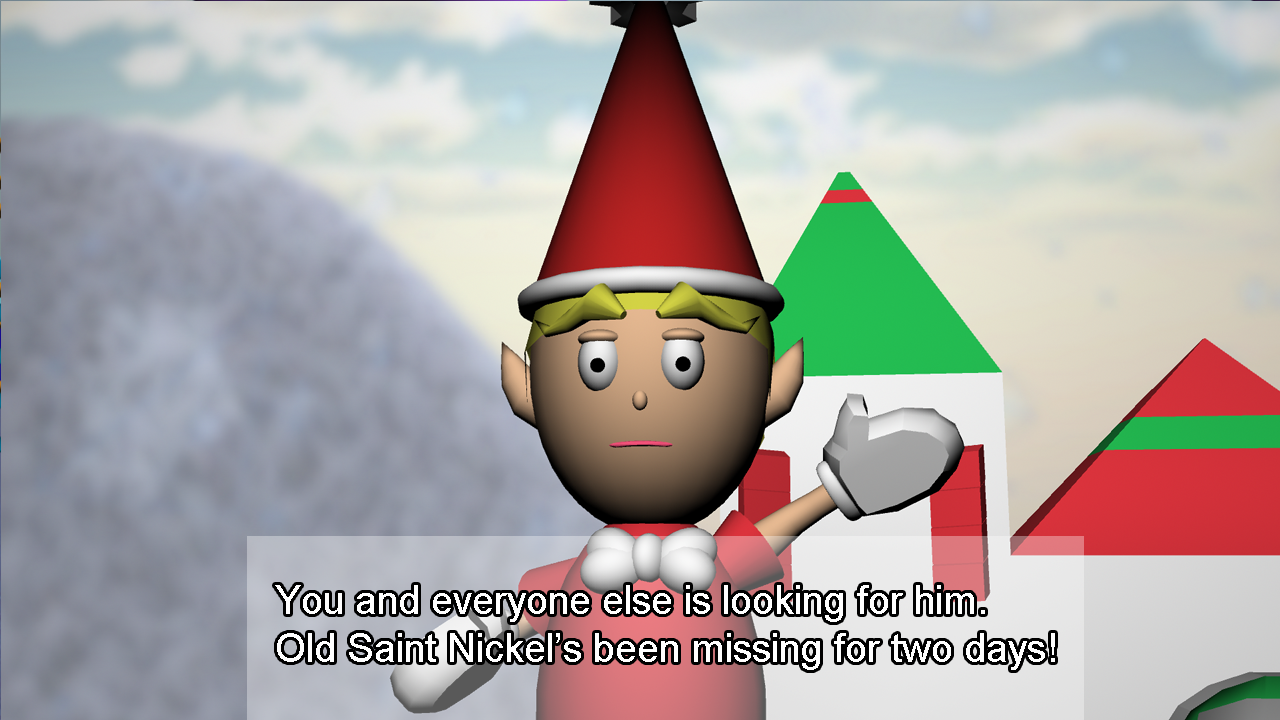 You and everyone else is looking for him.
Old Saint Nickel’s been missing for two days!